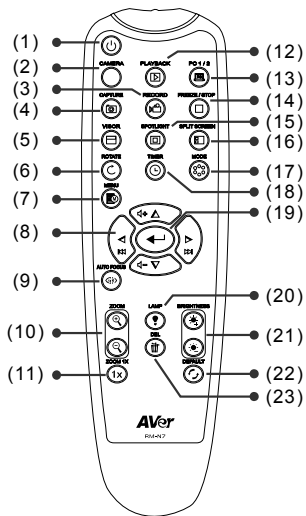 (1)
(2)
(3)
(4)
(5)
(6)
(7)
(8)
(9)
(10)
(11)
CAMERA
PLAYBACK
PC 1 / 2
CAPTURE
RECORD
FREEZE / STOP
VISOR
SPOTLIGHT
SPLIT SCREEN
ROTATE
TIMER
MODE
MENU
AUTO FOCUS
ZOOM
LAMP
BRIGHTNESS
DEL
ZOOM 1X
DEFAULT
1x
AVer
RM-NZ
(12)
(13)
(14)
(15)
(16)
(17)
(18)
(19)
(20)
(21)
(22)
(23)